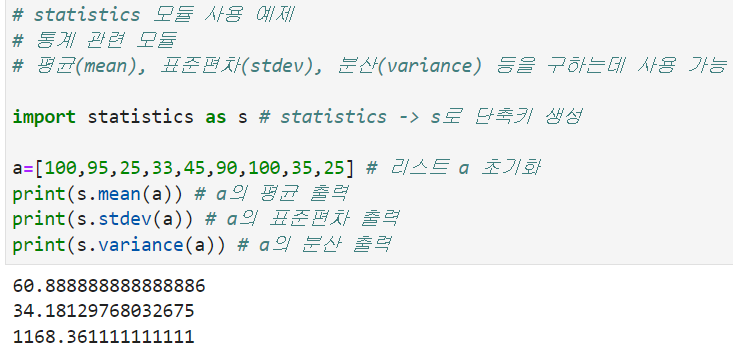 # statistics 모듈 사용 예제
# 통계 관련 모듈
# 평균(mean), 표준편차(stdev), 분산(variance) 등을 구하는데 사용 가능
import statistics as s # statistics -> s로 단축키 생성
a=[100,95,25,33,45,90,100,35,25] # 리스트 a 초기화
print(s.mean(a)) # a의 평균 출력
print(s.stdev(a)) # a의 표준편차 출력
print(s.variance(a)) # a의 분산 출력
60.888888888888886
34.18129768032675
1168.361111111111